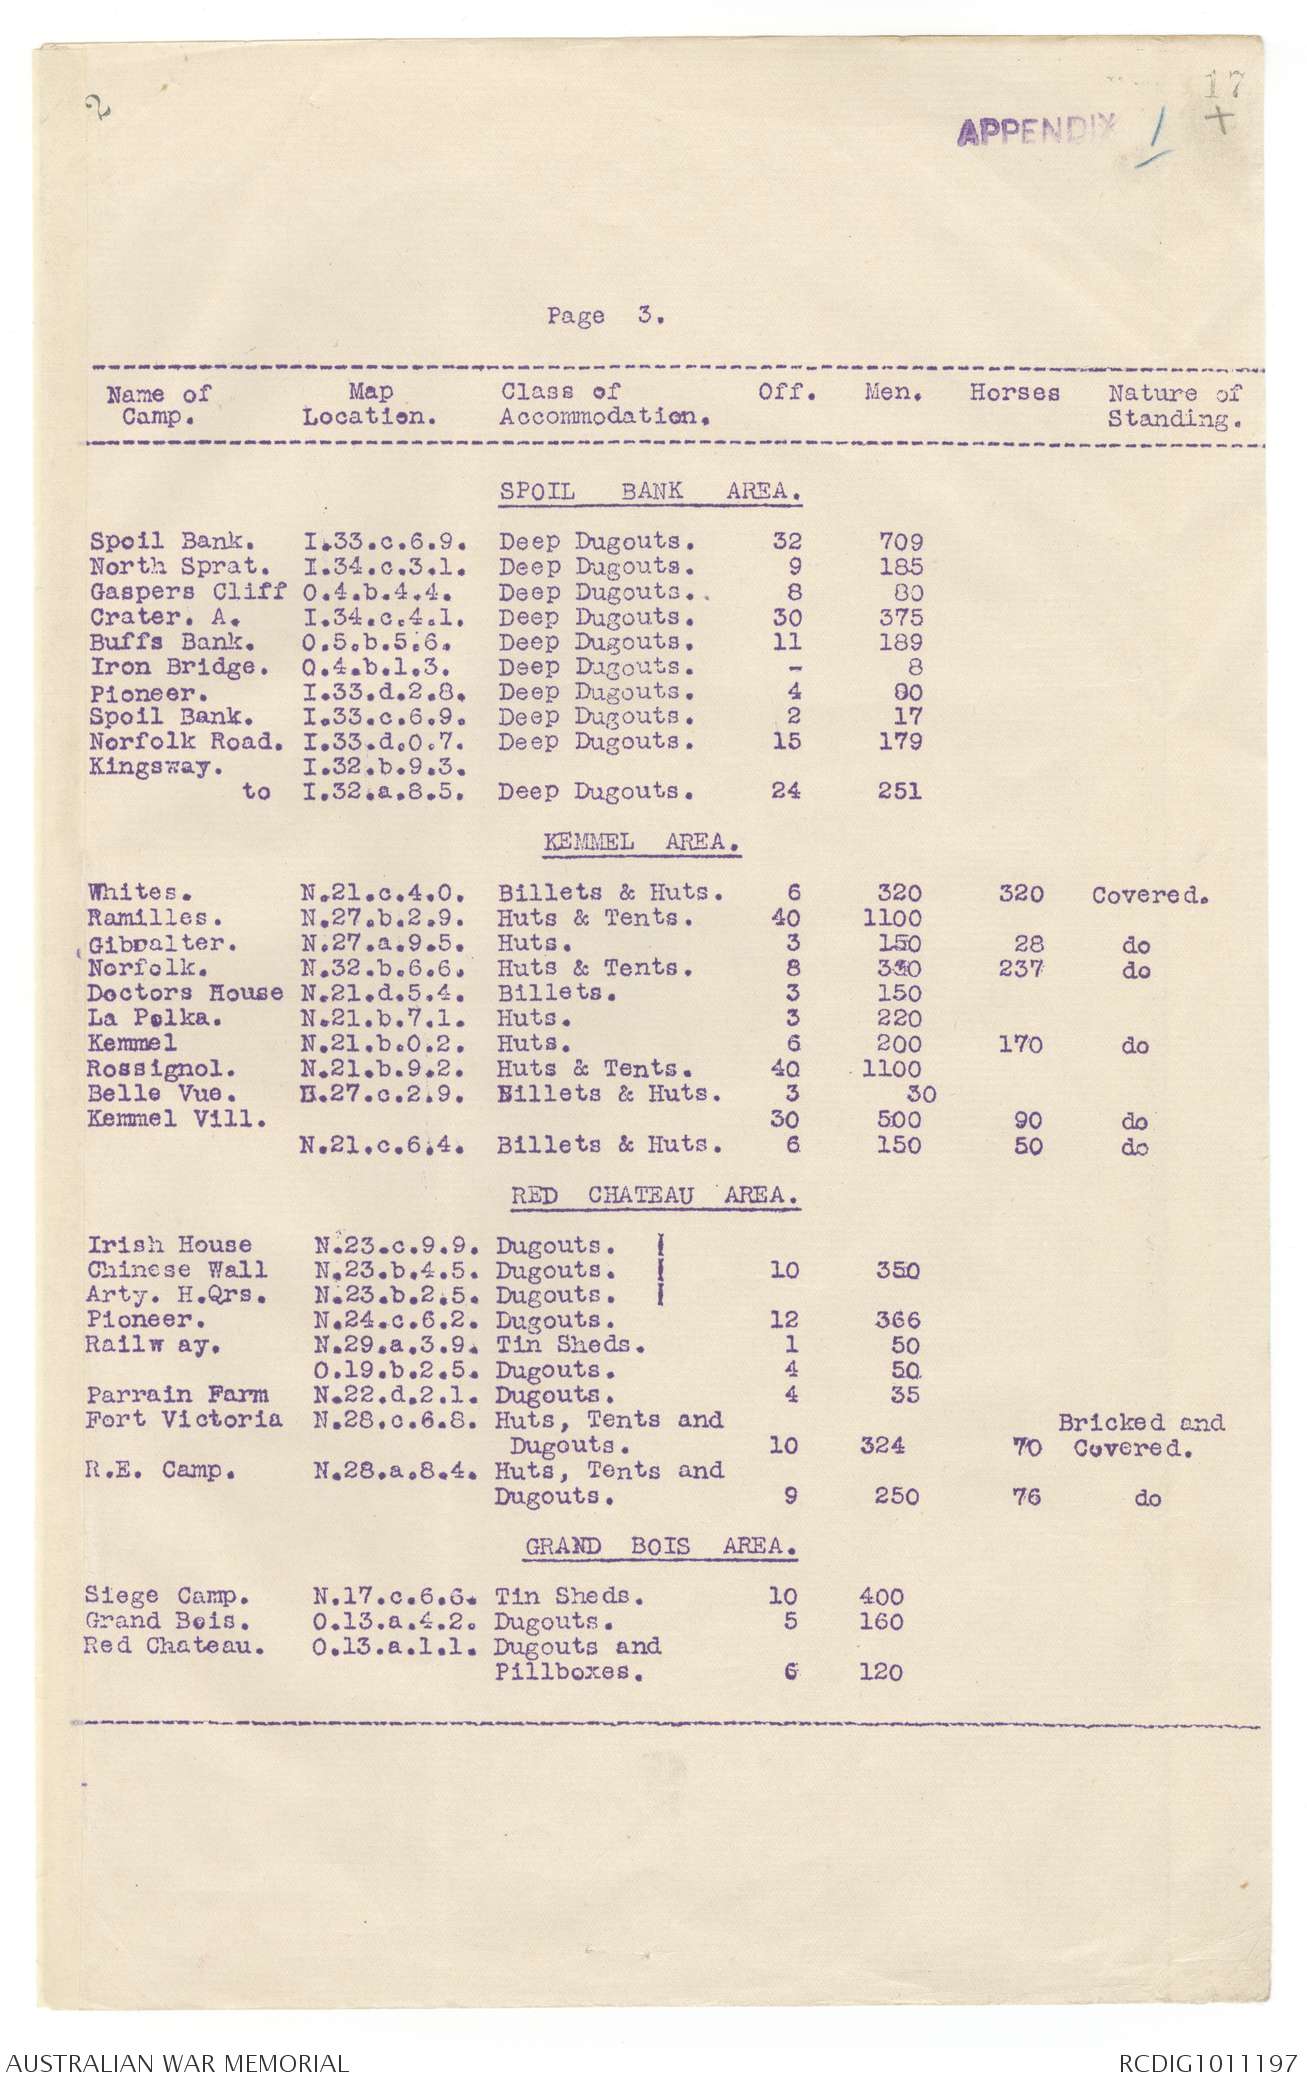 2
17
+
APPENDIX 1
Page 3.
Name of Map Class of Off. Men. Horses Nature of
Camp. Location. Accommodation. Standing.
SPOIL BANK AREA.
Spoil Bank. I.33.c.6.9. Deep Dugouts. 32 709
North Sprat. I.34.c.3.1. Deep Dugouts. 9 185
Gaspers Cliff O.4.b.4.4. Deep Dugouts. 8 80
Crater. A. I.34.c.4.1. Deep Dugouts. 30 375
Buffs Bank. O.5.b.5.6. Deep Dugouts. 11 189
Iron Bridge. O.4.b.1.3. Deep Dugouts. - 8
Pioneer. I.33.d.2.8. Deep Dugouts. 4 80
Spoil Bank. I.33.c.6.9. Deep Dugouts. 2 17
Norfolk Road. I.33.d.0.7. Deep Dugouts. 15 179
Kingsway. I.32.b.9.3.
to I.32.a.8.5. Deep Dugouts. 24 251
KEMMEL AREA.
Whites. N.21.c.4.0. Billets & Huts. 6 320 320 Covered.
Ramilles. N.27.b.2.9. Huts & Tents. 40 1100
Gibralter. N.27.a.9.5. Huts. 3 150 28 do
Norfolk. N.32.b.6.6. Huts & Tents. 8 330 237 do
Doctors House N.21.d.5.4. Billets. 3 150
La Polka. N.21.b.7.1. Huts. 3 220
Kemmel N.21.b.0.2. Huts. 6 200 170 do
Rossignol. N.21.b.9.2. Huts & Tents. 40 1100
Belle Vue. .27.c.2.9. Billets & Huts. 3 30
Kemmel Vill. 30 500 90 do
N.21.c.6.4. Billets & Huts. 6 150 50 do
RED CHATEAU AREA.
Irish House N.23.c.9.9. Dugouts. |
Chinese Wall N.23.b.4.5. Dugouts. | 10 350
Arty. H.Qrs. N.23.b.2.5. Dugouts. |
Pioneer. N.24.c.6.2. Dugouts. 12 366
Railw ay. N.29.a.3.9. Tin Sheds. 1 50
O.19.b.2.5. Dugouts. 4 50
Parrain Farm N.22.d.2.1. Dugouts. 4 35
Fort Victoria N.28.c.6.8. Huts, Tents and Bricked and
Dugouts. 10 324 70 Covered.
R.E. Camp. N.28.a.8.4. Huts, Tents and
Dugouts. 9 250 76 do
GRAND BOIS AREA.
Siege Camp. N.17.c.6.6. Tin Sheds. 10 400
Grand Bois. O.13.a.4.2. Dugouts. 5 160
Red Chateau. O.13.a.1.1. Dugouts and
Pillboxes. 6 120
AUSTRALIAN WAR MEMORIAL RCDIG1011197